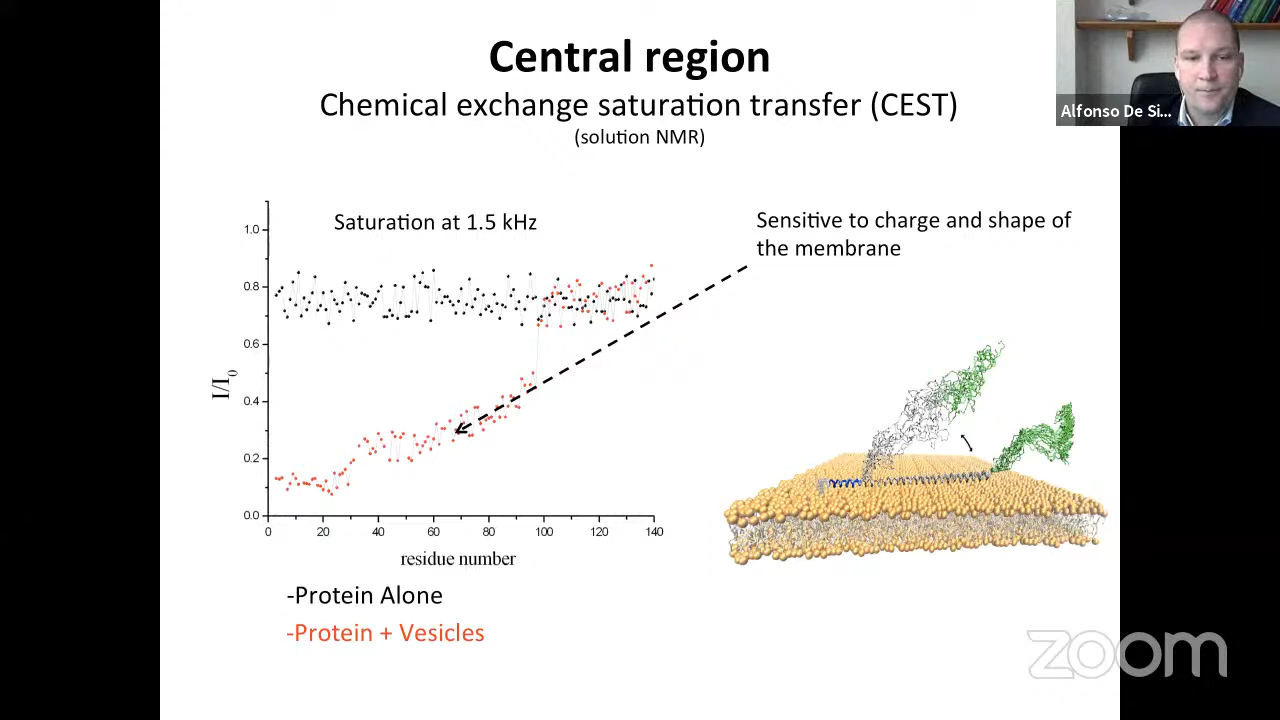 Central region
Chemical exchange saturation transfer (CEST)
(solution NMR)
Alfonso De Si...
Saturation at 1.5 kHz
Sensitive to charge and shape of
the membrane
1.0
0.8
0.6
0.4
0.2
0.0
I/I0
0 20 40 60 80 100 120 140
residue number
-Protein Alone
-Protein + Vesicles
zoom